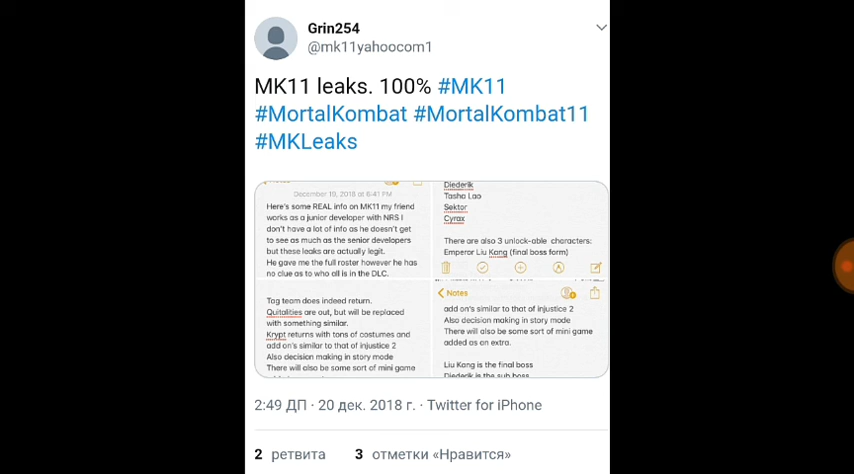 Grin254
@mk11yahoocom1
MK11 leaks. 100% #MK11
#MortalKombat #MortalKombat11
#MKLeaks
December 19, 2018 at 6:41 PM
Here's some REAL info on MK11 my friend
works as a junior developer with NRS I
don't have a lot of info as he doesn't get
to see as much as the senior developers
but these leaks are actually legit.
He gave me the full roster however he has
no clue as to who all is in the DLC.
Diederik
Tasha Lao
Sektor
Cyrax
There are also 3 unlock-able characters:
Emperor Liu Kang (final boss form)
Tag team does indeed return.
Quitalities are out, but will be replaced
with something similar.
Krypt returns with tons of costumes and
add on's similar to that of injustice 2
Also decision making in story mode
There will also be some sort of mini game
Notes
add on's similar to that of injustice 2
Also decision making in story mode
There will also be some sort of mini game
added as on extra.
Liu Kang is the final boss
Diederik is the sub boss
2:49 ДП · 20 дек. 2018 г. · Twitter for iPhone
2 ретвита 3 отметки «Нравится»